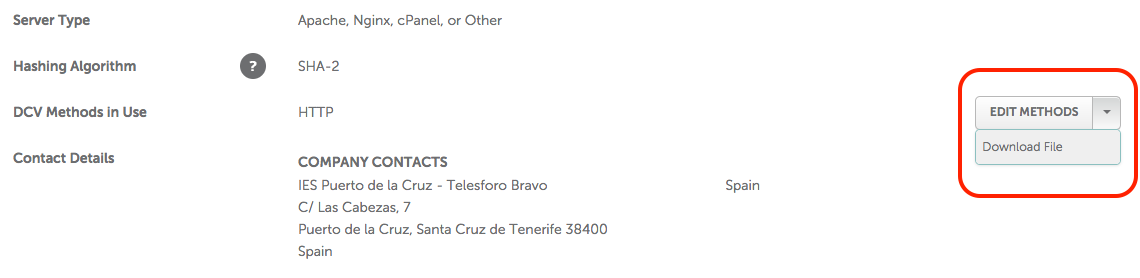 Server Type Apache, Nginx, cPanel, or Other
Hashing Algorithm ? SHA-2
DCV Methods in Use HTTP EDIT METHODS
Download File
Contact Details COMPANY CONTACTS
IES Puerto de la Cruz - Telesforo Bravo Spain
C/ Las Cabezas, 7
Puerto de la Cruz, Santa Cruz de Tenerife 38400
Spain